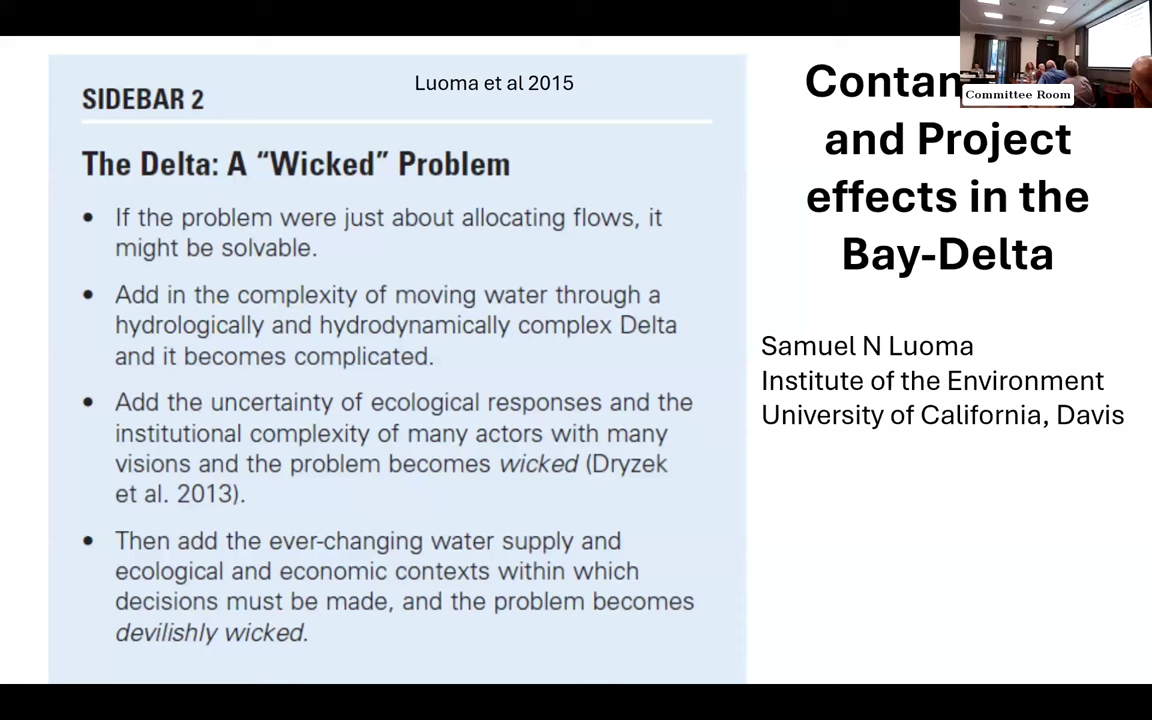 Luoma et al 2015
SIDEBAR 2
The Delta: A “Wicked” Problem
• If the problem were just about allocating flows, it
might be solvable.
• Add in the complexity of moving water through a
hydrologically and hydrodynamically complex Delta
and it becomes complicated.
• Add the uncertainty of ecological responses and the
institutional complexity of many actors with many
visions and the problem becomes wicked (Dryzek
et al. 2013).
• Then add the ever-changing water supply and
ecological and economic contexts within which
decisions must be made, and the problem becomes
devilishly wicked.
and Project
effects in the
Bay-Delta
Samuel N Luoma
Institute of the Environment
University of California, Davis
Committee Room